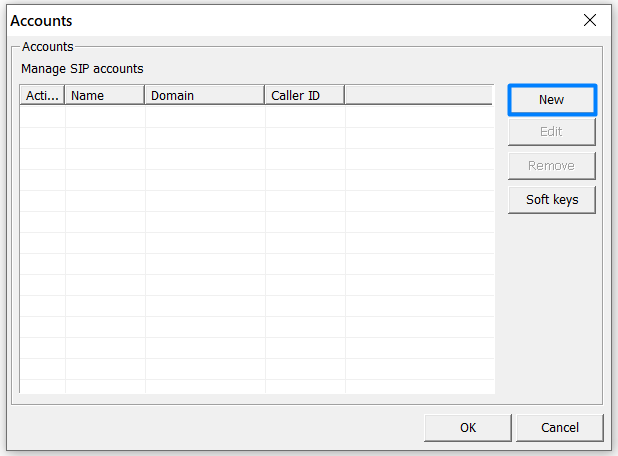 Accounts
Accounts
Manage SIP accounts
Acti... Name Domain Caller ID
New
Edit
Remove
Soft keys
OK Cancel